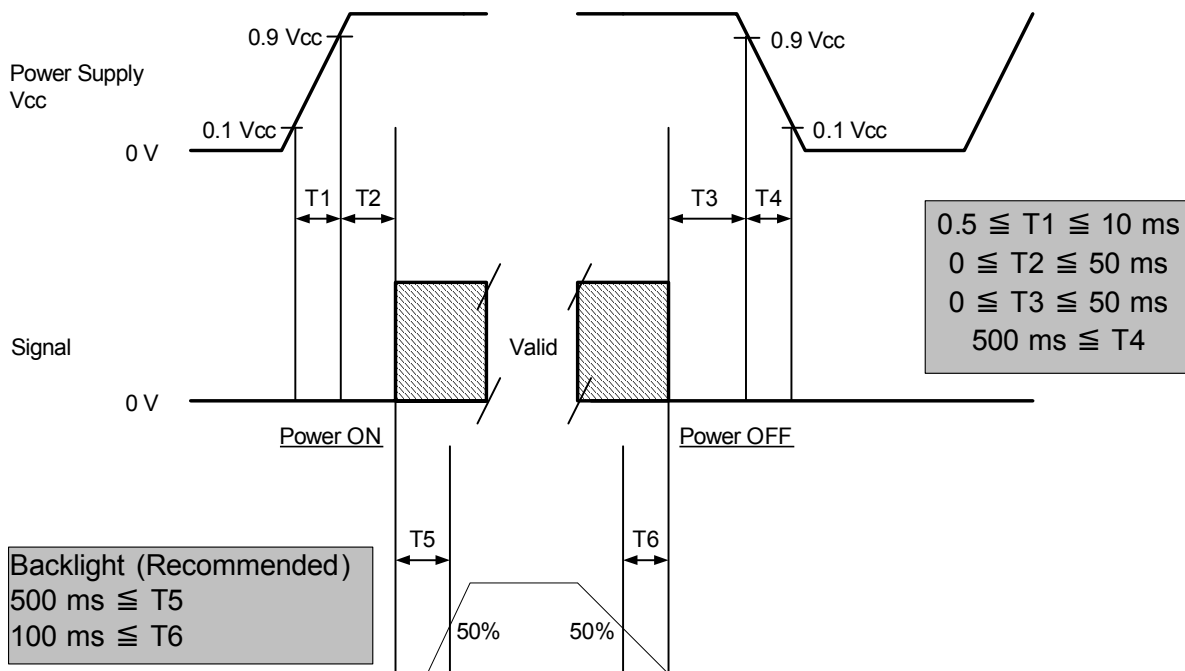 0.9 Vcc
0.9 Vcc
Power Supply
Vcc
0.1 Vcc
0.1 Vcc
0 V
T1
T2
T3
T4
0.5 ≦ T1 ≦ 10 ms
0 ≦ T2 ≦ 50 ms
0 ≦ T3 ≦ 50 ms
500 ms ≦ T4
Signal
Valid
0 V
Power ON
Power OFF
T5
T6
Backlight (Recommended)
500 ms ≦ T5
100 ms ≦ T6
50%
50%